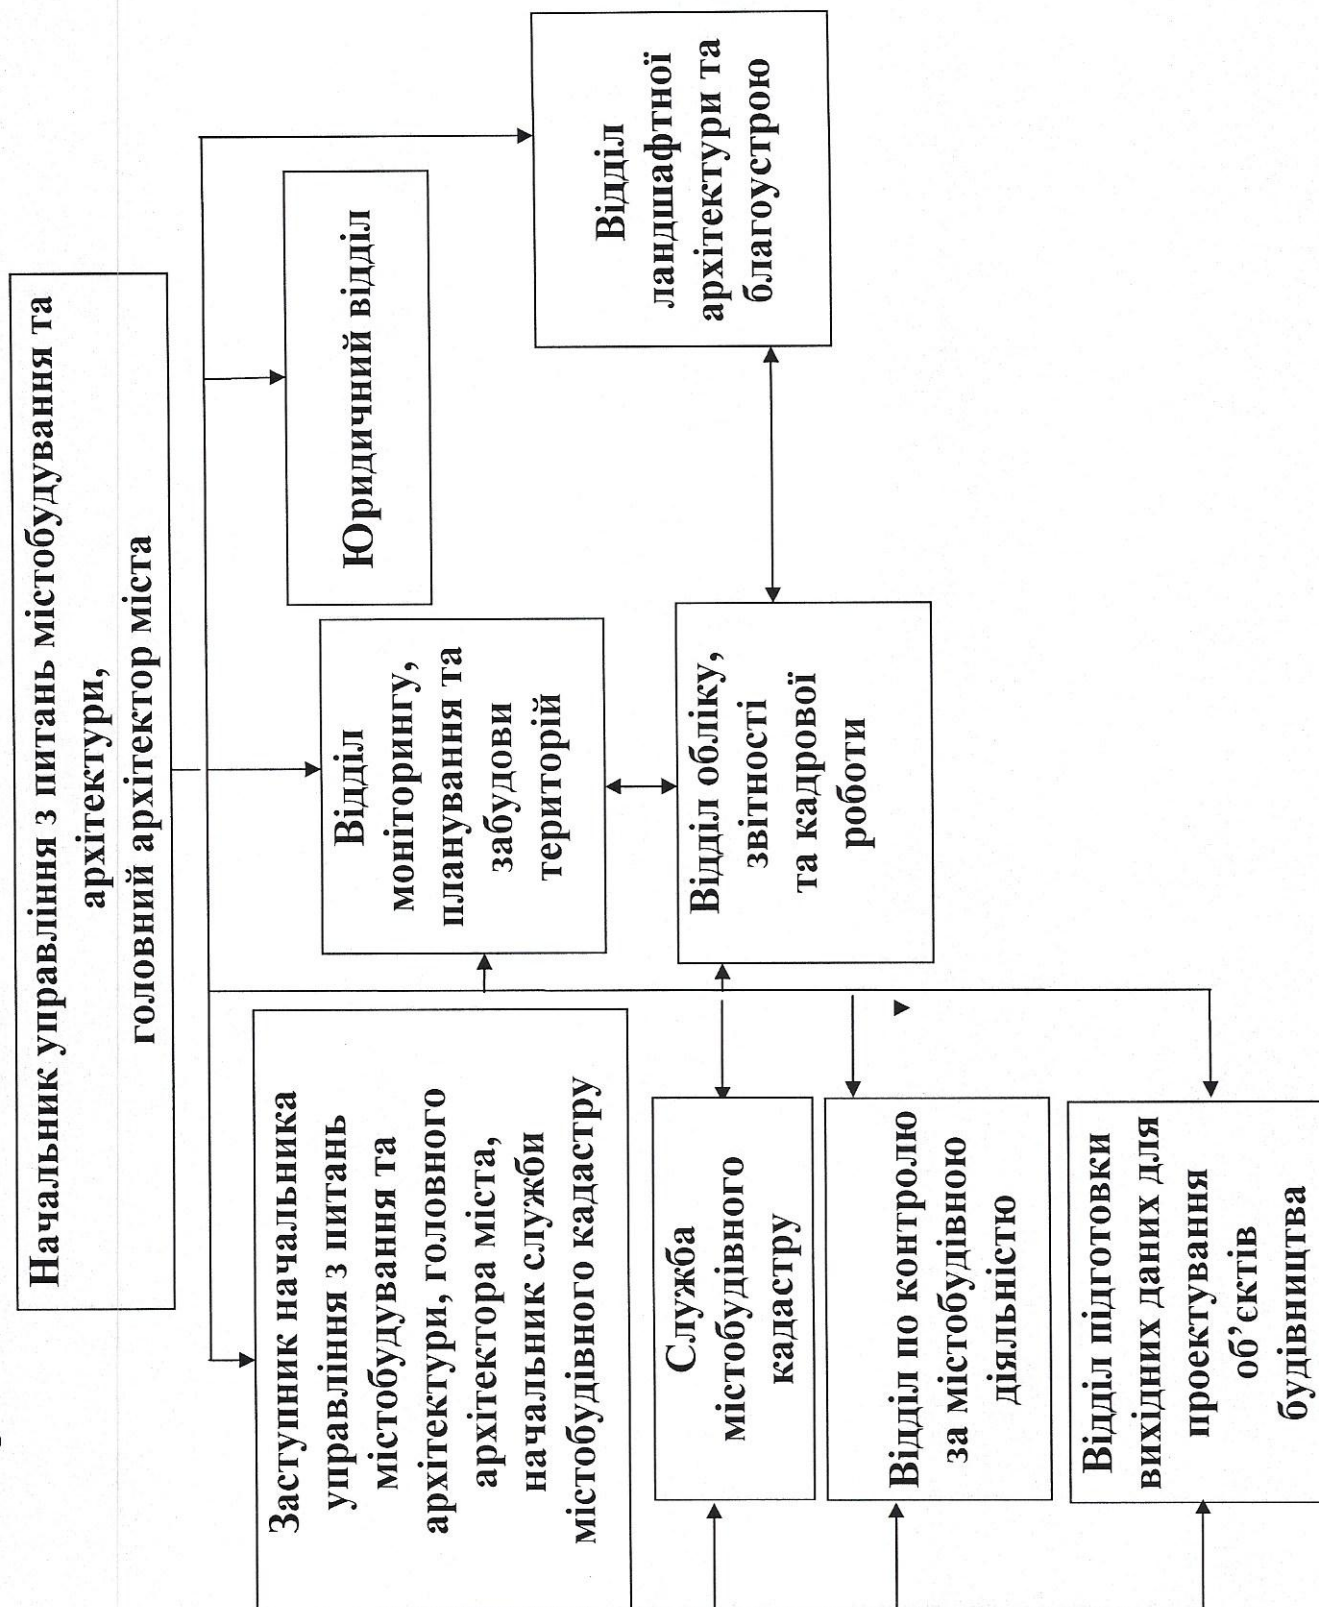 Начальник управління з питань містобудування та
архітектури,
головний архітектор міста
Заступник начальника
управління з питань
містобудування та
архітектури, головного
архітектора міста,
начальник служби
містобудівного кадастру
Відділ
моніторингу,
планування та
забудови
територій
Юридичний відділ
Відділ
ландшафтної
архітектури та
благоустрою
Служба
містобудівного
кадастру
Відділ обліку,
звітності
та кадрової
роботи
Відділ по контролю
за містобудівною
діяльністю
Відділ підготовки
вихідних даних для
проектування
об’єктів
будівництва